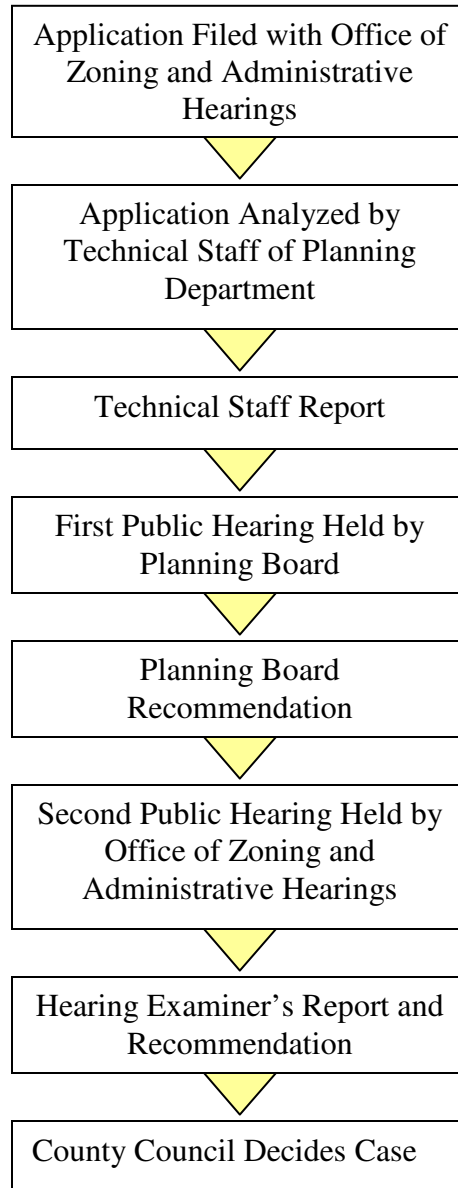 Application Filed with Office of
Zoning and Administrative
Hearings
Application Analyzed by
Technical Staff of Planning
Department
Technical Staff Report
First Public Hearing Held by
Planning Board
Planning Board
Recommendation
Second Public Hearing Held by
Office of Zoning and
Administrative Hearings
Hearing Examiner’s Report and
Recommendation
County Council Decides Case